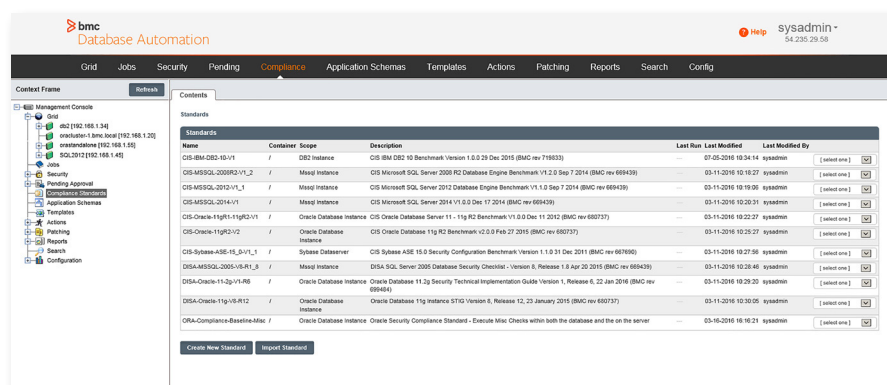 bmc
Database Automation
Help
sysadmin
54.235.29.58
Grid Jobs Security Pending Compliance Application Schemas Templates Actions Patching Reports Search Config
Context Frame
Refresh
Management Console
Grid
db2 [192.168.1.34]
oracluster-1.bmc.local [192.168.1.20]
orastandalone [192.168.1.55]
SQL2012 [192.168.1.45]
Jobs
Security
Pending Approval
Compliance Standards
Application Schemas
Templates
Actions
Patching
Reports
Search
Configuration
Contents
Standards
Standards
Name Container Scope Description Last Run Last Modified Last Modified By
CIS-IBM-DB2-10-V1 / DB2 Instance CIS IBM DB2 10 Benchmark Version 1.0.0 29 Dec 2015 (BMC rev 719833) --- 07-05-2016 10:34:14 sysadmin [ select one ]
CIS-MSSQL-2008R2-V1_2 / Mssql Instance CIS Microsoft SQL Server 2008 R2 Database Engine Benchmark V1.2.0 Sep 7 2014 (BMC rev 669439) --- 03-11-2016 10:18:27 sysadmin [ select one ]
CIS-MSSQL-2012-V1_1 / Mssql Instance CIS Microsoft SQL Server 2012 Database Engine Benchmark V1.1.0 Sep 7 2014 (BMC rev 669439) --- 03-11-2016 10:19:06 sysadmin [ select one ]
CIS-MSSQL-2014-V1 / Mssql Instance CIS Microsoft SQL Server 2014 V1.0.0 Dec 17 2014 (BMC rev 669439) --- 03-11-2016 10:20:31 sysadmin [ select one ]
CIS-Oracle-11gR1-11gR2-V1 / Oracle Database Instance CIS Oracle Database Server 11 - 11g R2 Benchmark V1.0.0 Dec 11 2012 (BMC rev 680737) --- 03-11-2016 10:22:27 sysadmin [ select one ]
CIS-Oracle-11gR2-V2 / Oracle Database CIS Oracle Database 11g R2 Benchmark v2.0.0 Feb 27 2015 (BMC rev 680737) --- 03-11-2016 10:25:27 sysadmin [ select one ]
Instance
CIS-Sybase-ASE-15_0-V1_1 / Sybase Dataserver CIS Sybase ASE 15.0 Security Configuration Benchmark Version 1.1.0 31 Dec 2011 (BMC rev 667690) --- 03-11-2016 10:27:56 sysadmin [ select one ]
DISA-MSSQL-2005-V8-R1_8 / Mssql Instance DISA SQL Server 2005 Database Security Checklist - Version 8, Release 1.8 Apr 20 2015 (BMC rev 669439) --- 03-11-2016 10:28:46 sysadmin [ select one ]
DISA-Oracle-11-2g-V1-R6 / Oracle Database Instance Oracle Database 11.2g Security Technical Implementation Guide Version 1, Release 6, 22 Jan 2016 (BMC rev --- 03-11-2016 10:29:20 sysadmin [ select one ]
699484)
DISA-Oracle-11g-V8-R12 / Oracle Database Oracle Database 11g Instance STIG Version 8, Release 12, 23 January 2015 (BMC rev 680737) --- 03-11-2016 10:30:05 sysadmin [ select one ]
Instance
ORA-Compliance-Baseline-Misc / Oracle Database Instance Oracle Security Compliance Standard - Execute Misc Checks within both the database and the on the server --- 03-16-2016 16:16:21 sysadmin [ select one ]
Create New Standard Import Standard